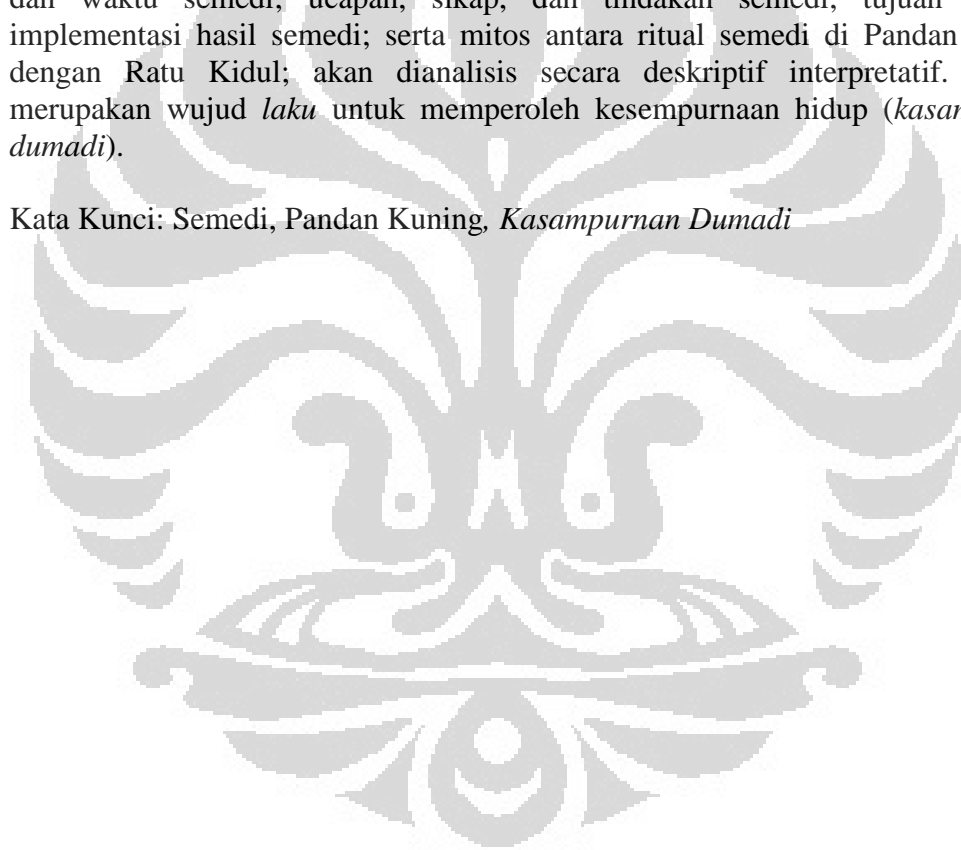 dan waktu semedi; ucapan, sikap, dan tindakan semedi; tujuan
implementasi hasil semedi; serta mitos antara ritual semedi di Pandan
dengan Ratu Kidul; akan dianalisis secara deskriptif interpretatif.
merupakan wujud laku untuk memperoleh kesempurnaan hidup (kasam
dumadi).
Kata Kunci: Semedi, Pandan Kuning, Kasampurnan Dumadi